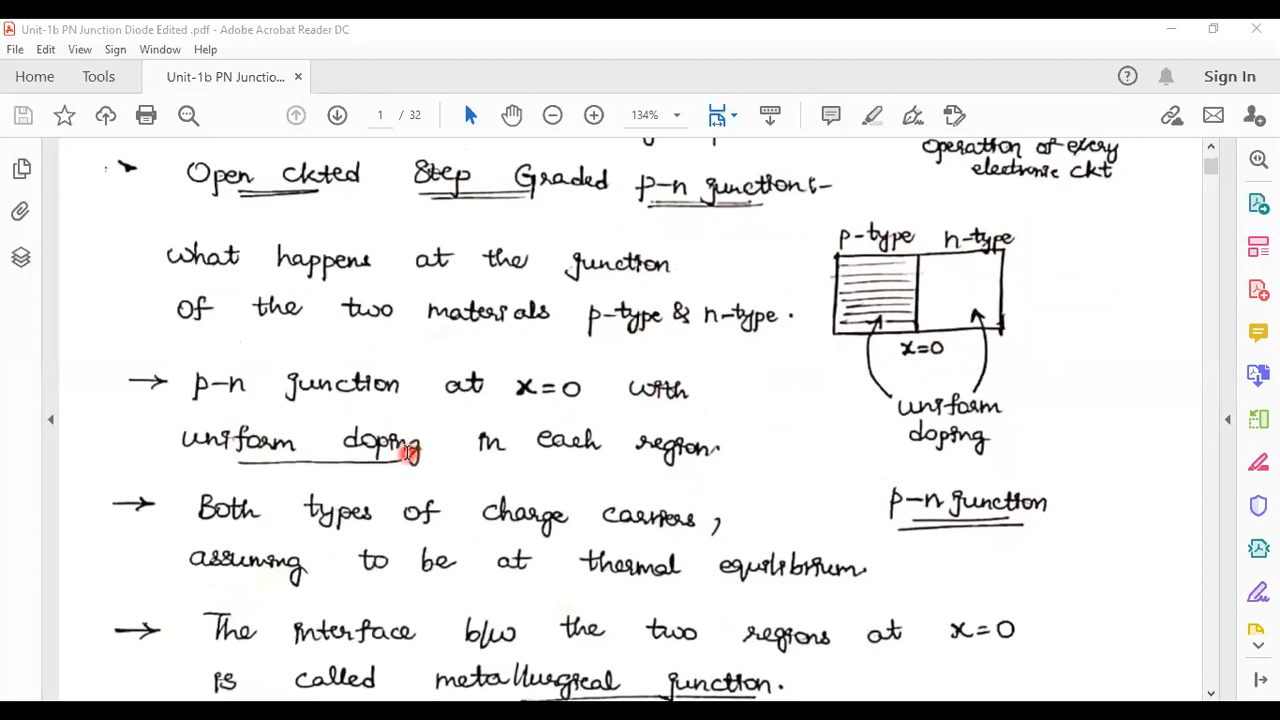 Unit-1b PN Junction Diode Edited .pdf - Adobe Acrobat Reader DC
File Edit View Sign Window Help
Home Tools Unit-1b PN Junctio... × Sign In
1 / 32 134%
operation of every
electronic ckt
Open ckted Step Graded p-n junction:-
p-type n-type
What happens at the junction
of the two materials p-type & n-type.
x=0
→ p-n junction at x=0 with
uniform doping in each region.
uniform
doping
p-n junction
→ Both types of charge carriers,
assuming to be at thermal equilibrium.
→ The interface b/w the two regions at x=0
is called metallurgical junction.